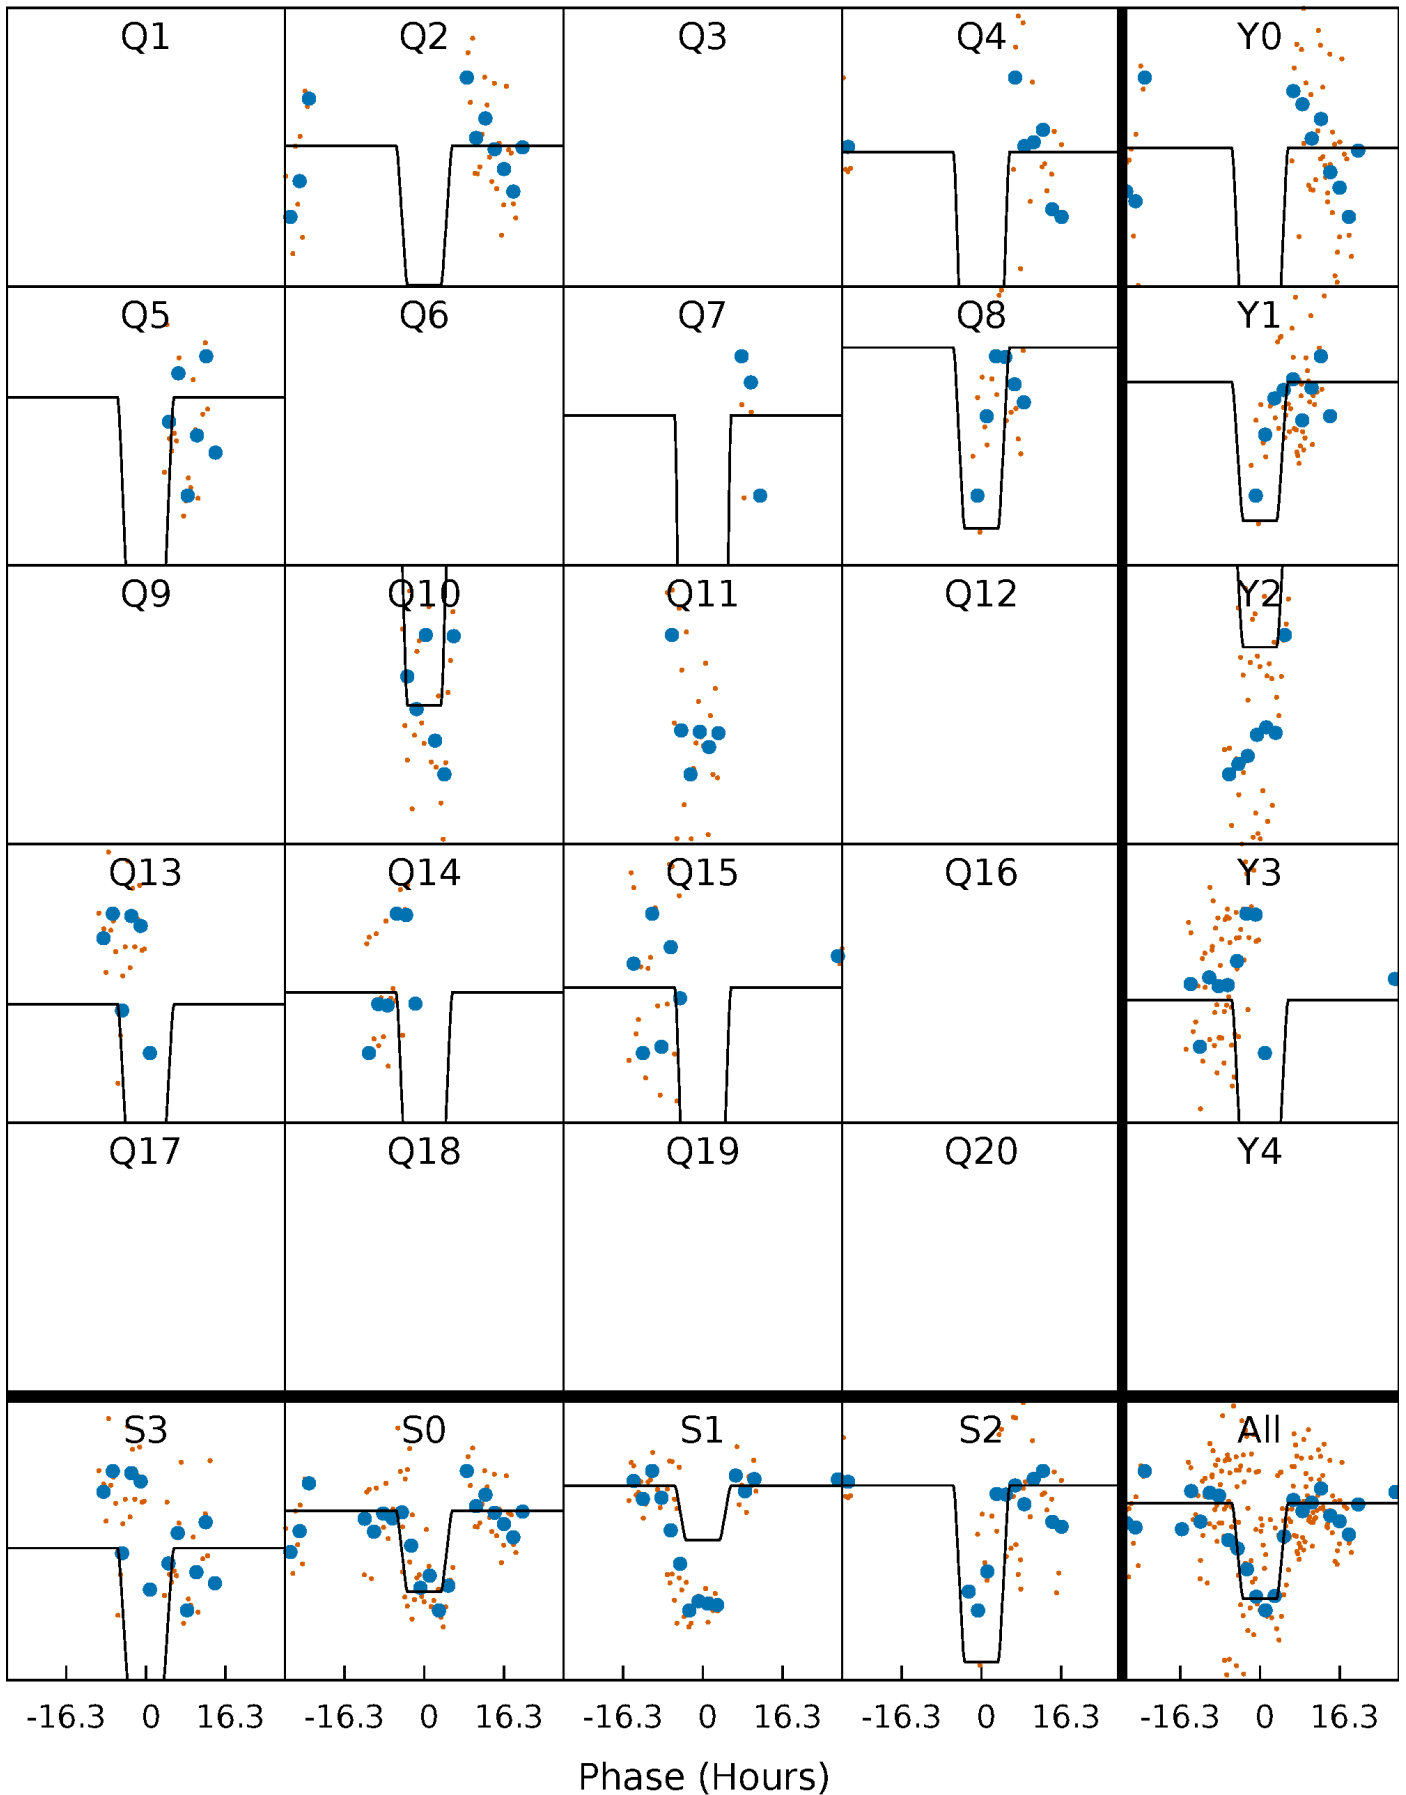 Q1 Q2 Q3 Q4 Y0
Q5 Q6 Q7 Q8 Y1
Q9 Q10 Q11 Q12 Y2
Q13 Q14 Q15 Q16 Y3
Q17 Q18 Q19 Q20 Y4
S3 S0 S1 S2 All
-16.3 0 16.3 -16.3 0 16.3 -16.3 0 16.3 -16.3 0 16.3 -16.3 0 16.3
Phase (Hours)